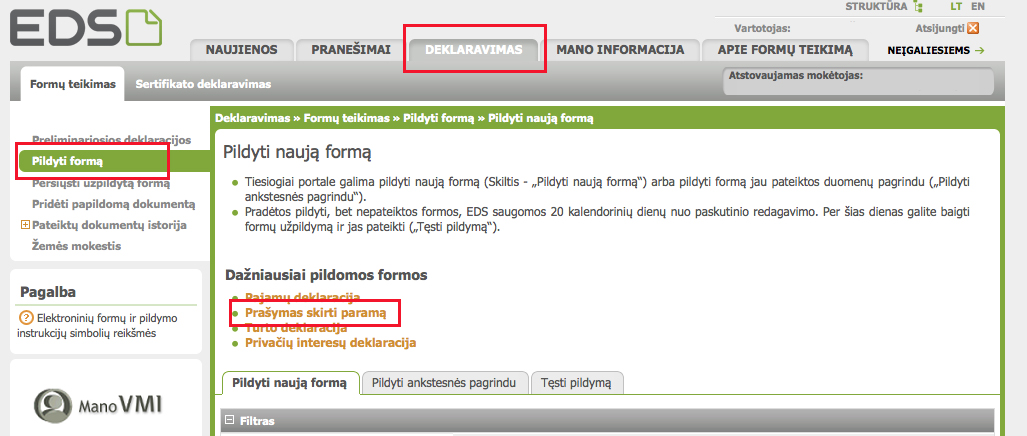 STRUKTŪRA LT EN
EDS
Vartotojas: Atsijungti
NAUJIENOS PRANEŠIMAI DEKLARAVIMAS MANO INFORMACIJA APIE FORMŲ TEIKIMĄ NEĮGALIESIEMS →
Formų teikimas Sertifikato deklaravimas Atstovaujamas mokėtojas:
Deklaravimas » Formų teikimas » Pildyti formą » Pildyti naują formą
Preliminariosios deklaracijos
Pildyti formą
Persiųsti užpildytą formą
Pridėti papildomą dokumentą
Pateiktų dokumentų istorija
Žemės mokestis
Pagalba
Elektroninių formų ir pildymo
instrukcijų simbolių reikšmės
Mano VMI
Pildyti naują formą
Tiesiogiai portale galima pildyti naują formą (Skiltis - „Pildyti naują formą“) arba pildyti formą jau pateiktos duomenų pagrindu („Pildyti
ankstesnės pagrindu“).
Pradėtos pildyti, bet nepateiktos formos, EDS saugomos 20 kalendorinių dienų nuo paskutinio redagavimo. Per šias dienas galite baigti
formų užpildymą ir jas pateikti („Tęsti pildymą“).
Dažniausiai pildomos formos
Pajamų deklaracija
Prašymas skirti paramą
Turto deklaracija
Privačių interesų deklaracija
Pildyti naują formą Pildyti ankstesnės pagrindu Tęsti pildymą
Filtras